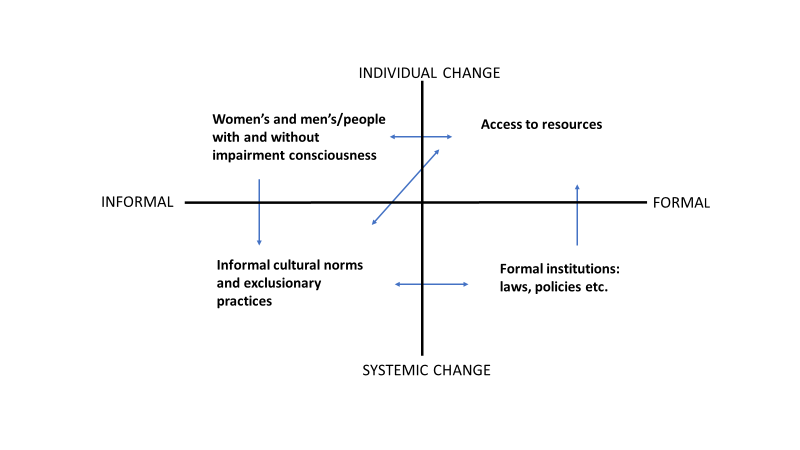 INDIVIDUAL CHANGE
Women’s and men’s/people
with and without
impairment consciousness
Access to resources
INFORMAL
FORMAL
Informal cultural norms
and exclusionary
practices
Formal institutions:
laws, policies etc.
SYSTEMIC CHANGE